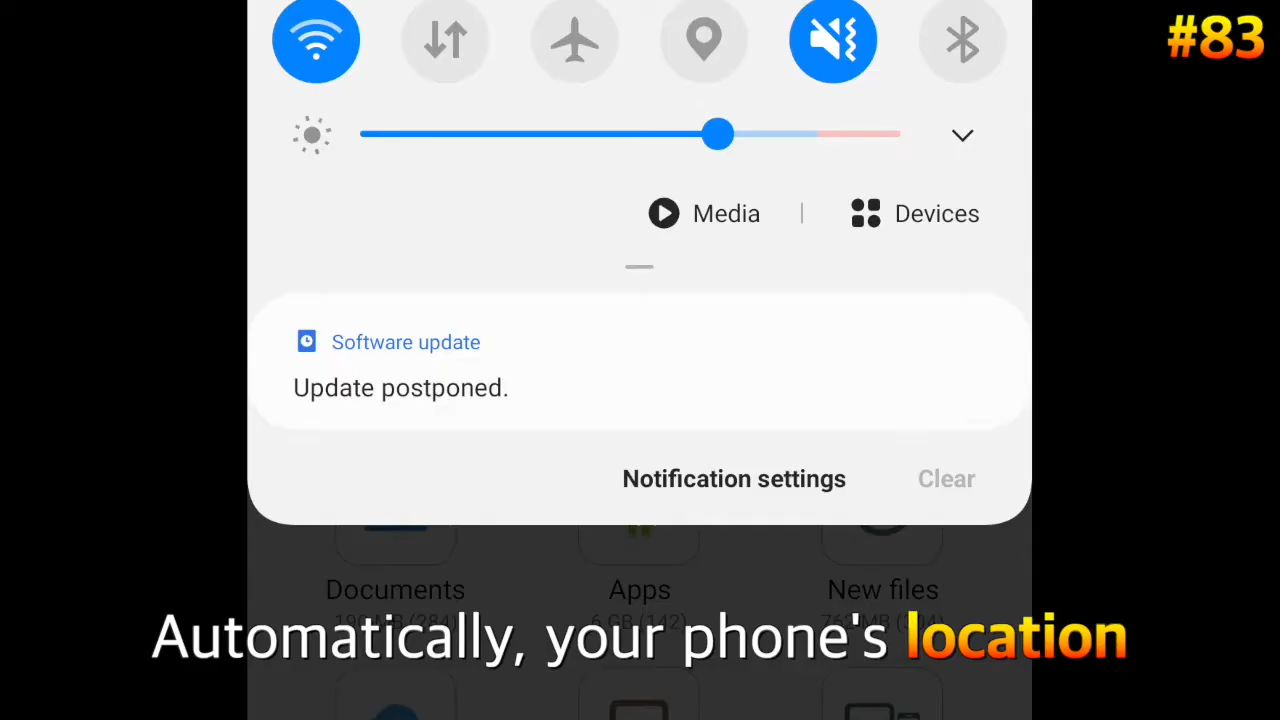 #83
Media | Devices
Software update
Update postponed.
Notification settings Clear
Documents Apps New files
Automatically, your phone's location